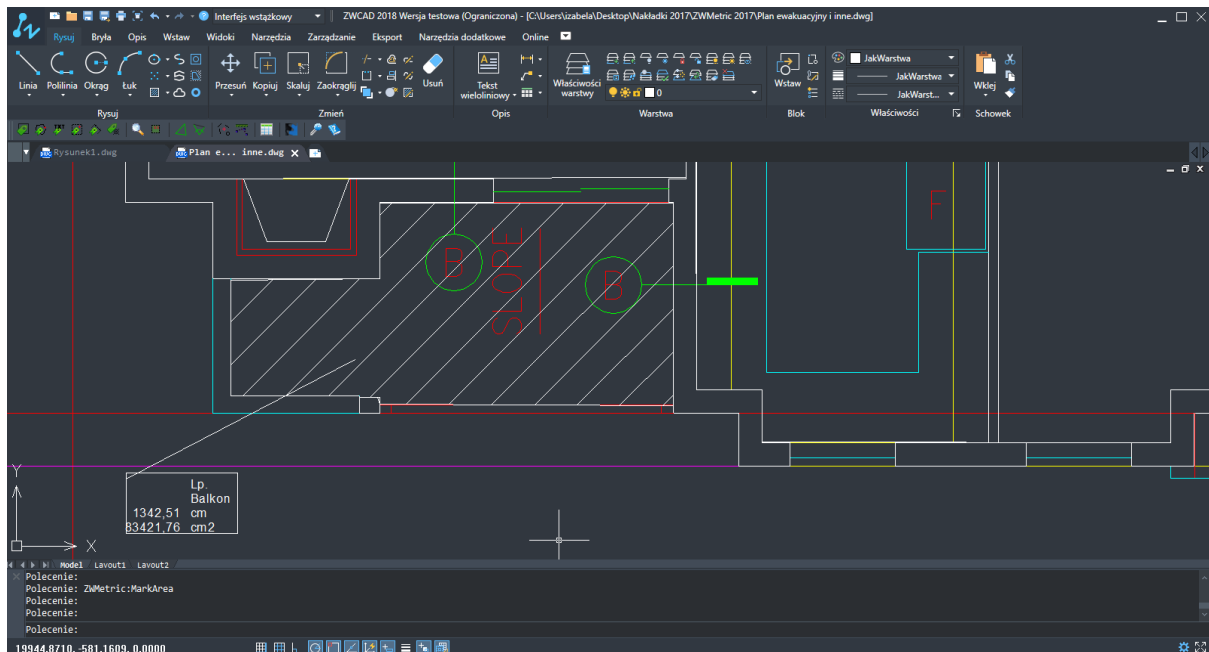 Interfejs wstążkowy
ZWCAD 2018 Wersja testowa (Ograniczona) - [C:\Users\izabela\Desktop\Nakładki 2017\ZWMetric 2017\Plan ewakuacyjny i inne.dwg]
Rysuj Bryła Opis Wstaw Widoki Narzędzia Zarządzanie Eksport Narzędzia dodatkowe Online
Linia Polilinia Okrąg Łuk Przesuń Kopiuj Skaluj Zaokrąglij Usuń Tekst wieloliniowy Właściwości warstwy 0 Wstaw JakWarstwa JakWarstwa JakWarst... Wklej
Rysuj Zmień Opis Warstwa Blok Właściwości Schowek
Rysunek1.dwg Plan e... inne.dwg
F
B
SLOPE
B
Lp.
Balkon
1342,51 cm
83421,76 cm2
Y
X
Model Layout1 Layout2
Polecenie:
Polecenie: ZWMetric:MarkArea
Polecenie:
Polecenie:
Polecenie:
19944.8710, -581.1609, 0.0000